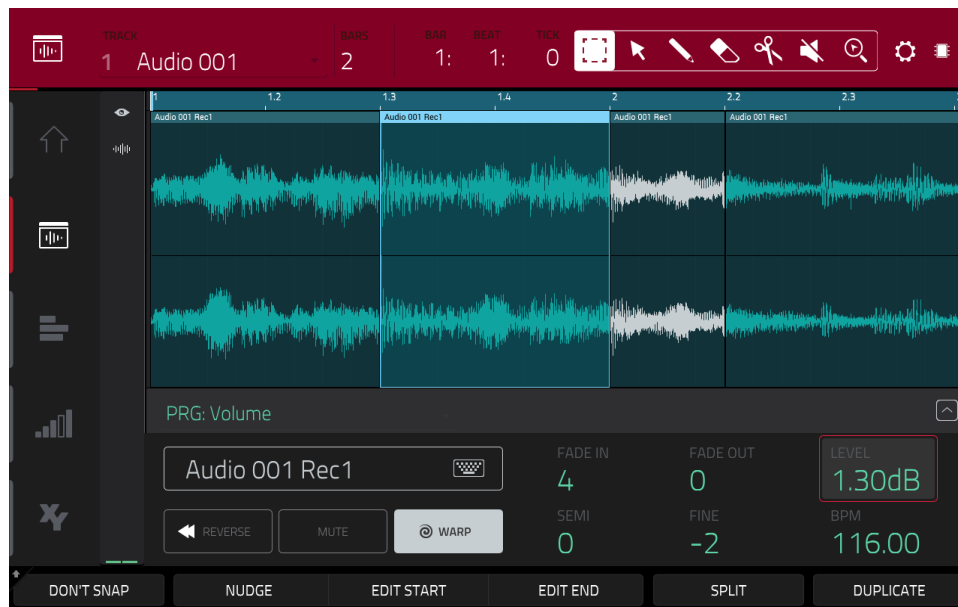 TRACK BARS BAR BEAT TICK
1 Audio 001 2 1: 1: 0
1 1.2 1.3 1.4 2 2.2 2.3
Audio 001 Rec1 Audio 001 Rec1 Audio 001 Rec1 Audio 001 Rec1
PRG: Volume
FADE IN FADE OUT LEVEL
Audio 001 Rec1 4 0 1.30dB
SEMI FINE BPM
REVERSE MUTE WARP 0 -2 116.00
DON'T SNAP NUDGE EDIT START EDIT END SPLIT DUPLICATE
XY